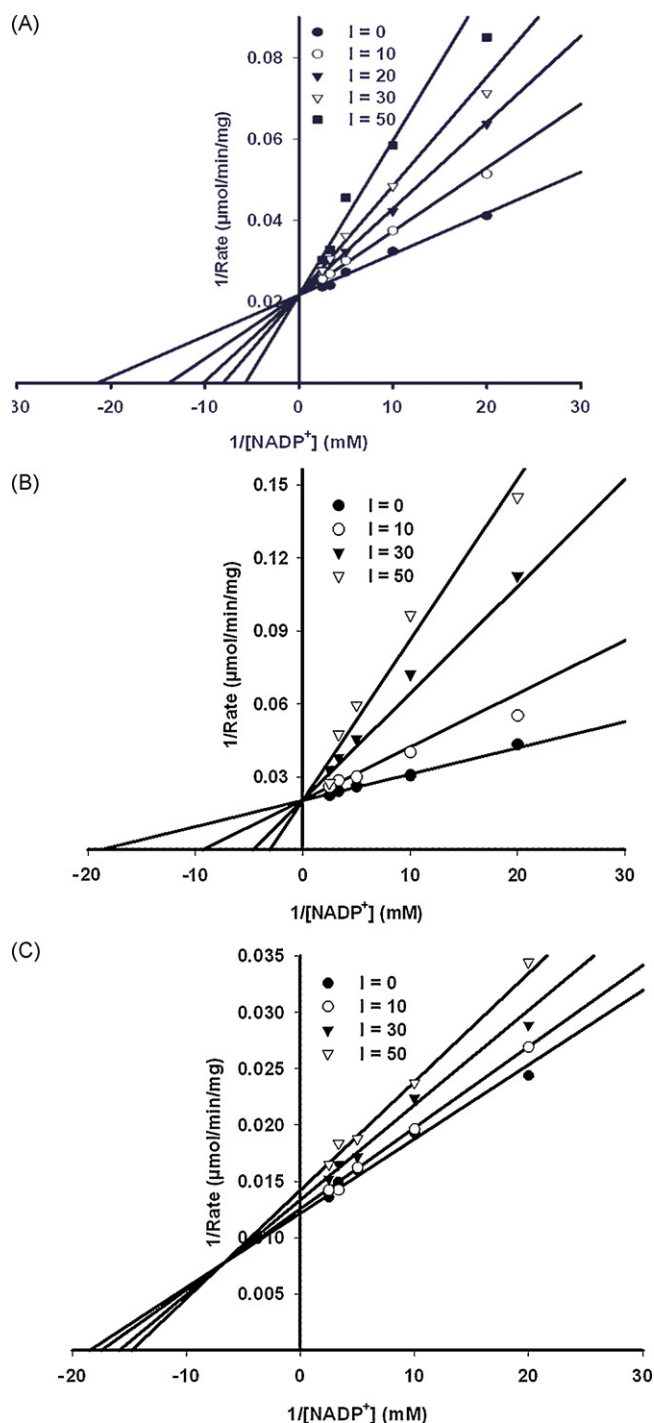 (A)
I = 0
I = 10
I = 20
I = 30
I = 50
0.08
0.06
0.04
0.02
1/Rate (µmol/min/mg)
30 -20 -10 0 10 20 30
1/[NADP⁺] (mM)
(B)
I = 0
I = 10
I = 30
I = 50
0.15
0.12
0.09
0.06
0.03
1/Rate (µmol/min/mg)
-20 -10 0 10 20 30
1/[NADP⁺] (mM)
(C)
I = 0
I = 10
I = 30
I = 50
0.035
0.030
0.025
0.020
0.015
0.010
0.005
1/Rate (µmol/min/mg)
-20 -10 0 10 20 30
1/[NADP⁺] (mM)